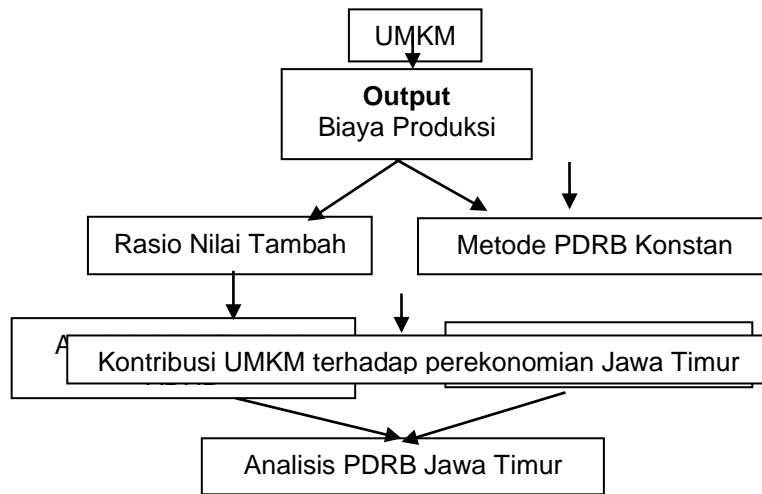 UMKM
Output
Biaya Produksi
Rasio Nilai Tambah
Metode PDRB Konstan
Kontribusi UMKM terhadap perekonomian Jawa Timur
Analisis PDRB Jawa Timur